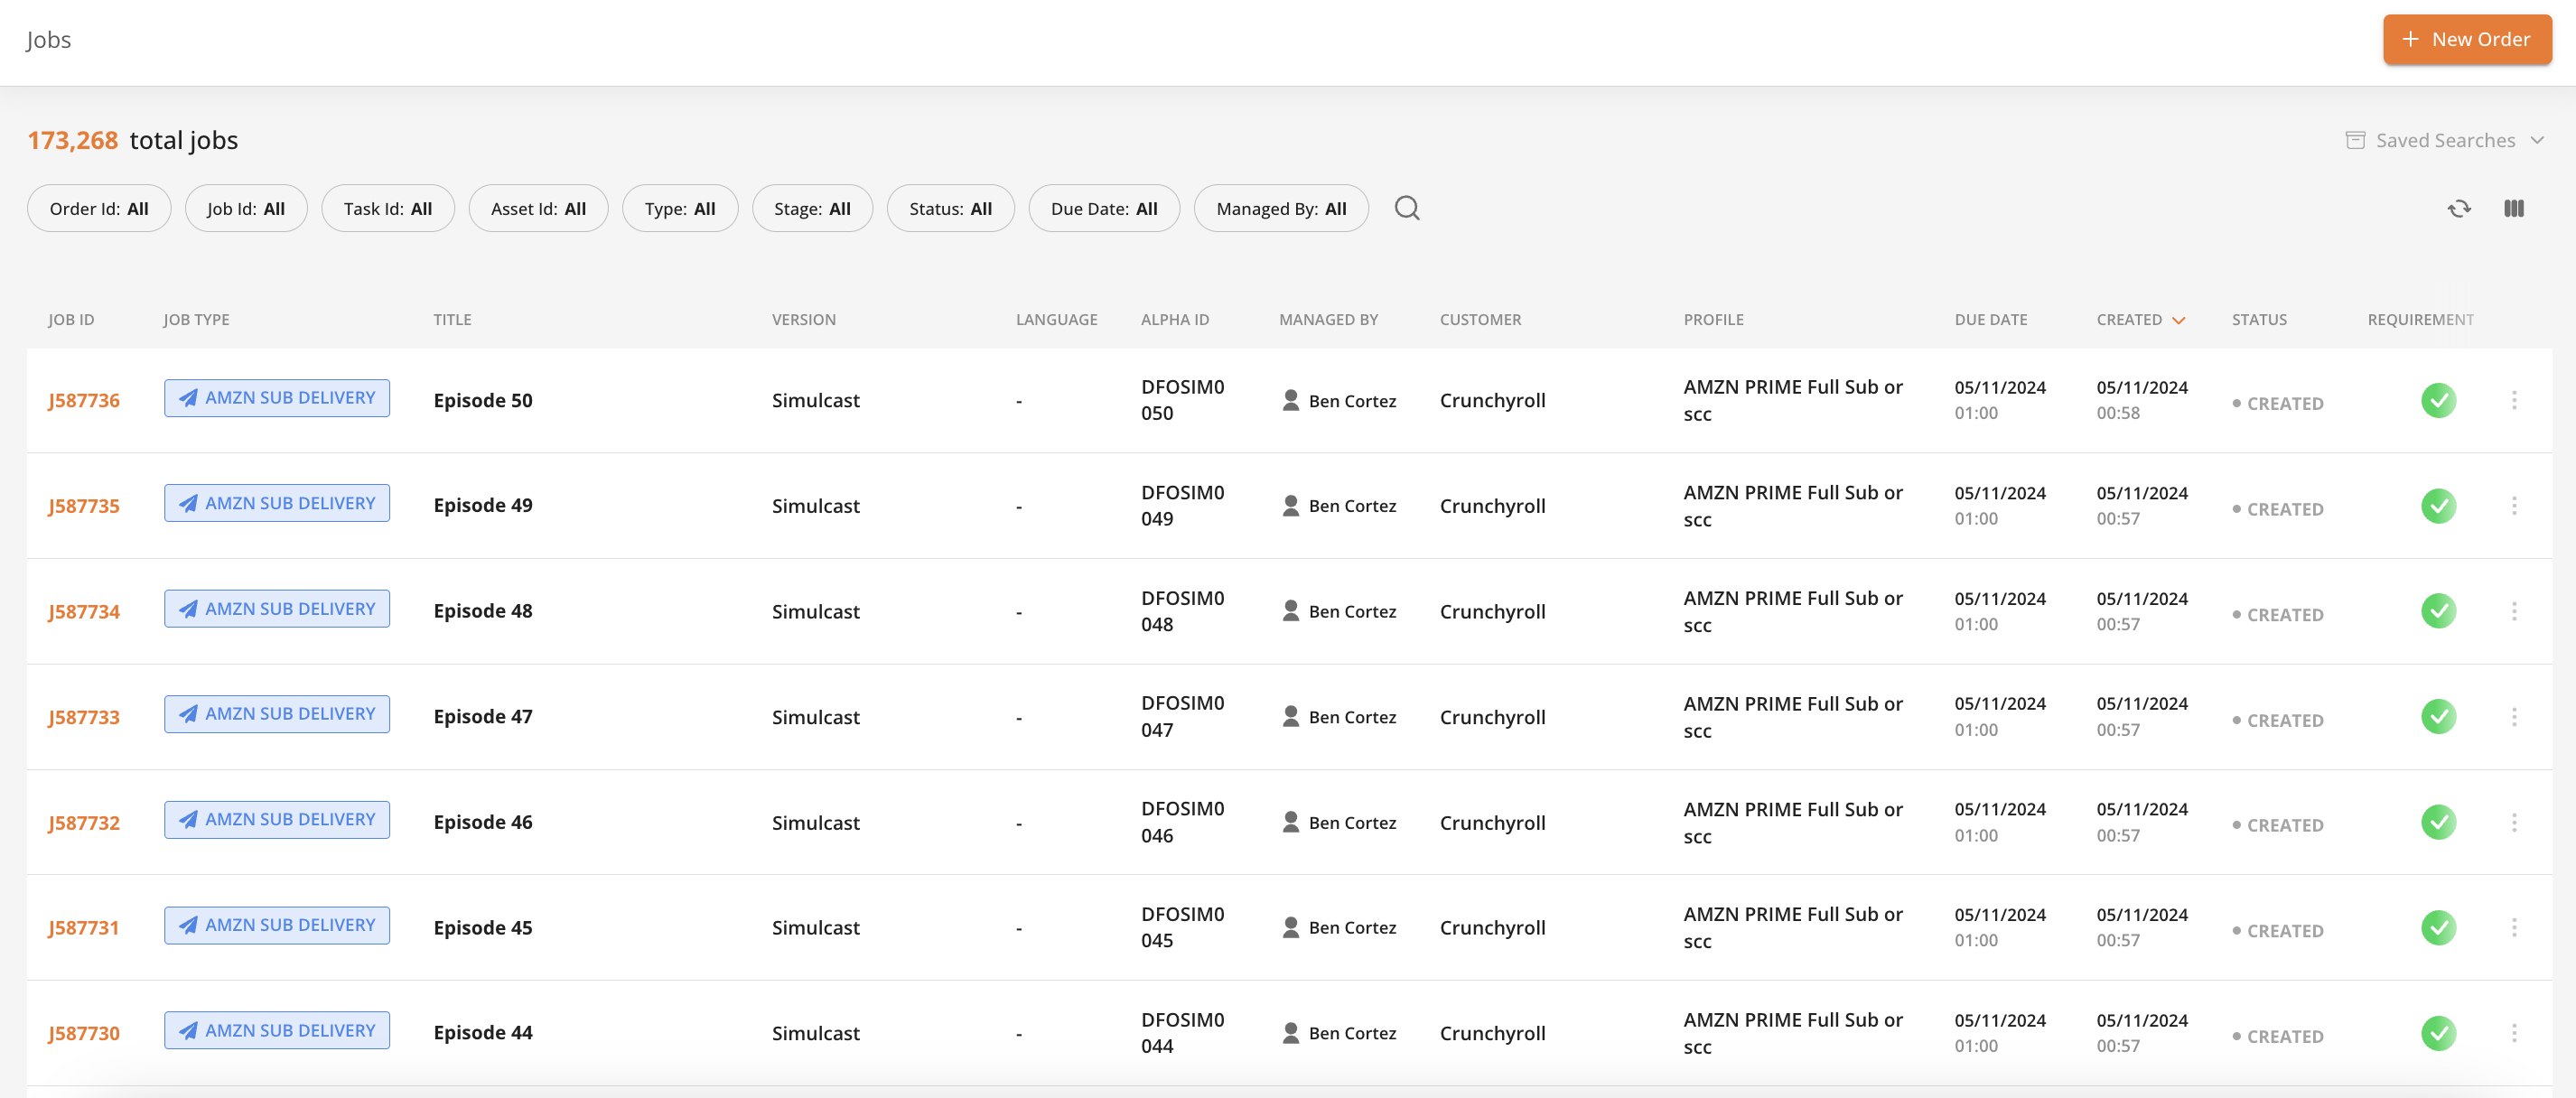 Jobs
New Order
173,268 total jobs
Saved Searches
Order Id: All Job Id: All Task Id: All Asset Id: All Type: All Stage: All Status: All Due Date: All Managed By: All
JOB ID JOB TYPE TITLE VERSION LANGUAGE ALPHA ID MANAGED BY CUSTOMER PROFILE DUE DATE CREATED STATUS REQUIREMENT
J587736 AMZN SUB DELIVERY Episode 50 Simulcast - DFOSIM0 Ben Cortez Crunchyroll AMZN PRIME Full Sub or 05/11/2024 05/11/2024 CREATED
050 scc 01:00 00:58
J587735 AMZN SUB DELIVERY Episode 49 Simulcast - DFOSIM0 Ben Cortez Crunchyroll AMZN PRIME Full Sub or 05/11/2024 05/11/2024 CREATED
049 scc 01:00 00:57
J587734 AMZN SUB DELIVERY Episode 48 Simulcast - DFOSIM0 Ben Cortez Crunchyroll AMZN PRIME Full Sub or 05/11/2024 05/11/2024 CREATED
048 scc 01:00 00:57
J587733 AMZN SUB DELIVERY Episode 47 Simulcast - DFOSIM0 Ben Cortez Crunchyroll AMZN PRIME Full Sub or 05/11/2024 05/11/2024 CREATED
047 scc 01:00 00:57
J587732 AMZN SUB DELIVERY Episode 46 Simulcast - DFOSIM0 Ben Cortez Crunchyroll AMZN PRIME Full Sub or 05/11/2024 05/11/2024 CREATED
046 scc 01:00 00:57
J587731 AMZN SUB DELIVERY Episode 45 Simulcast - DFOSIM0 Ben Cortez Crunchyroll AMZN PRIME Full Sub or 05/11/2024 05/11/2024 CREATED
045 scc 01:00 00:57
J587730 AMZN SUB DELIVERY Episode 44 Simulcast - DFOSIM0 Ben Cortez Crunchyroll AMZN PRIME Full Sub or 05/11/2024 05/11/2024 CREATED
044 scc 01:00 00:57